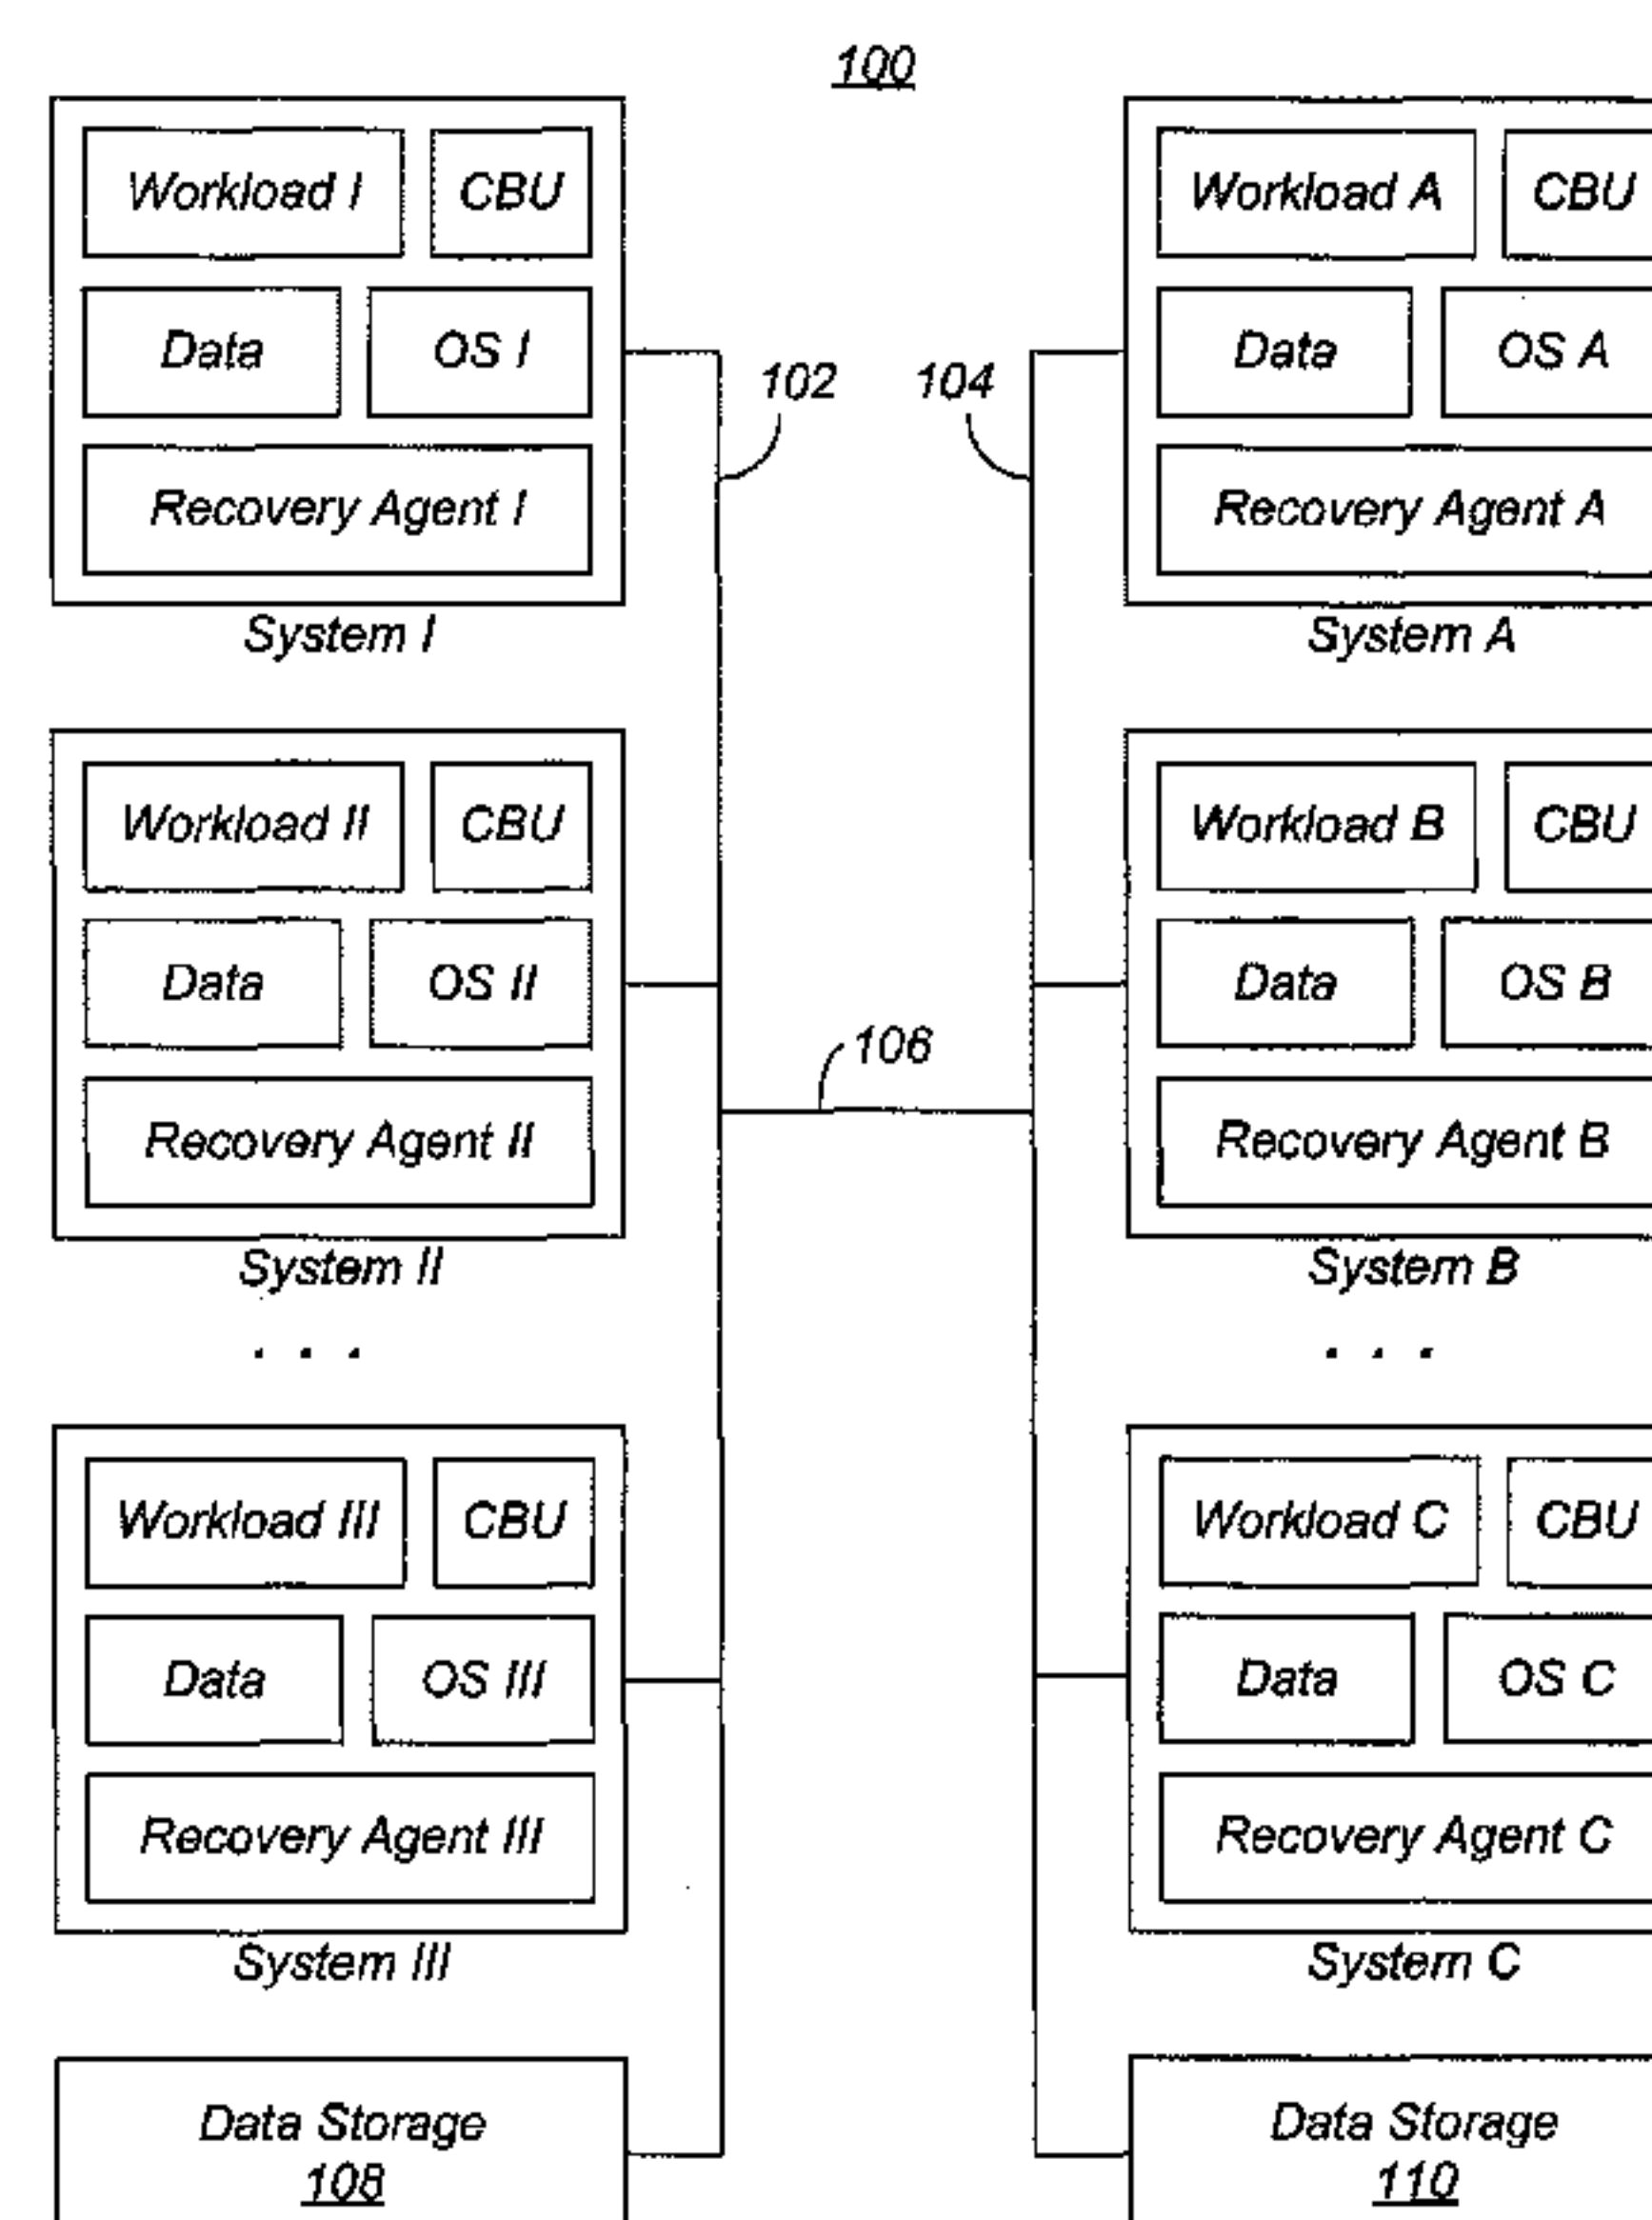 100
Workload I
CBU
Data
OS I
Recovery Agent I
System I
Workload II
CBU
Data
OS II
Recovery Agent II
System II
. . .
Workload III
CBU
Data
OS III
Recovery Agent III
System III
Data Storage
108
102
104
106
Workload A
CBU
Data
OS A
Recovery Agent A
System A
Workload B
CBU
Data
OS B
Recovery Agent B
System B
. . .
Workload C
CBU
Data
OS C
Recovery Agent C
System C
Data Storage
110